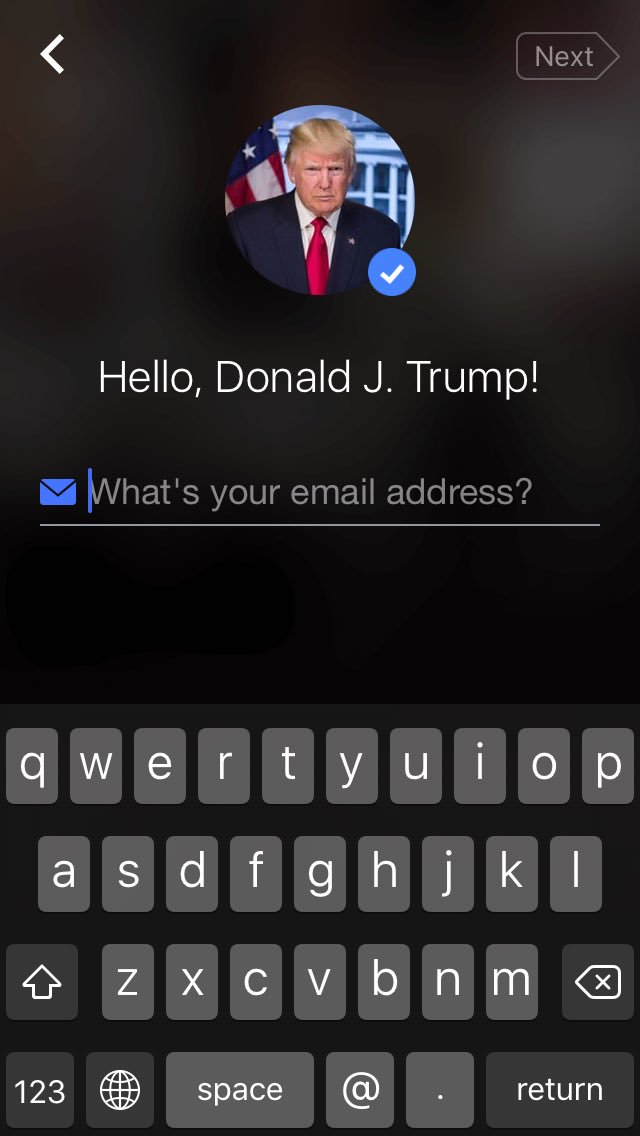 Next
Hello, Donald J. Trump!
What's your email address?
q w e r t y u i o p
a s d f g h j k l
z x c v b n m
123 space @ . return